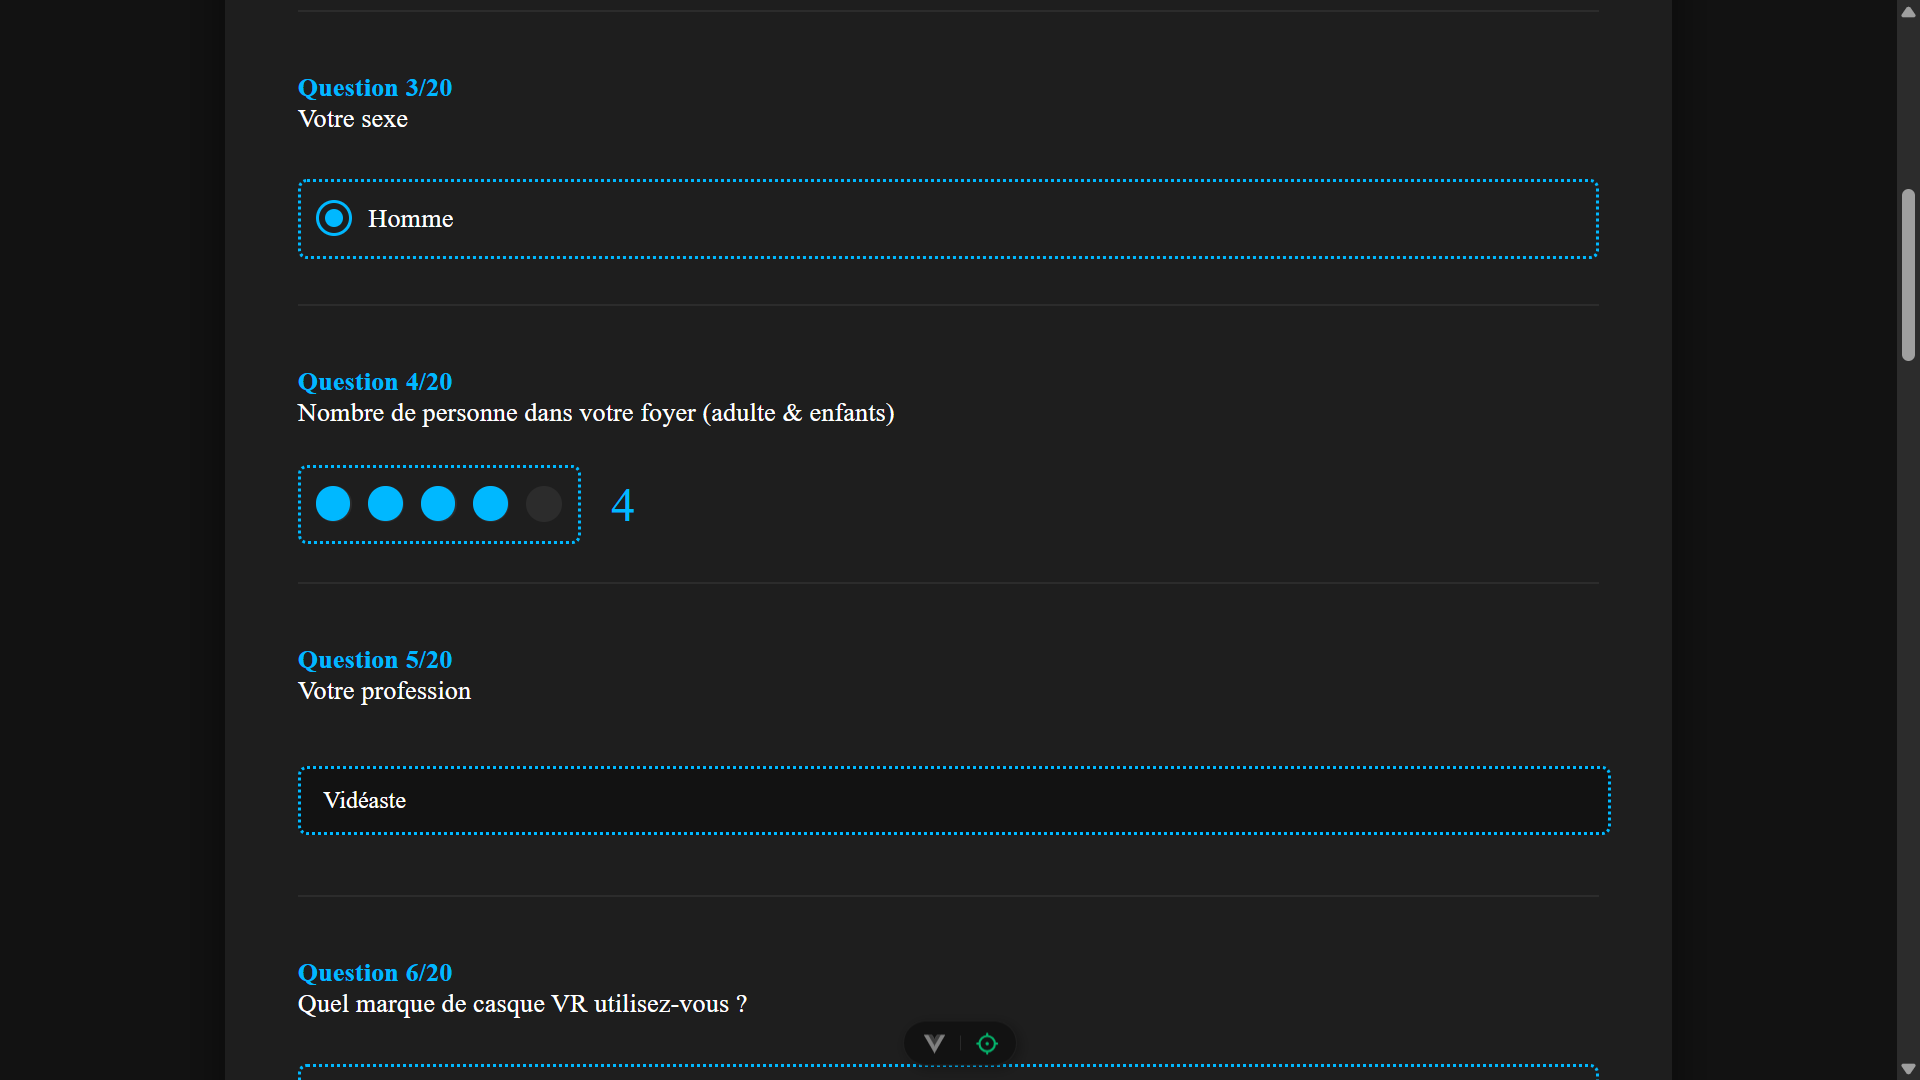 Question 3/20
Votre sexe
Homme
Question 4/20
Nombre de personne dans votre foyer (adulte & enfants)
4
Question 5/20
Votre profession
Vidéaste
Question 6/20
Quel marque de casque VR utilisez-vous ?